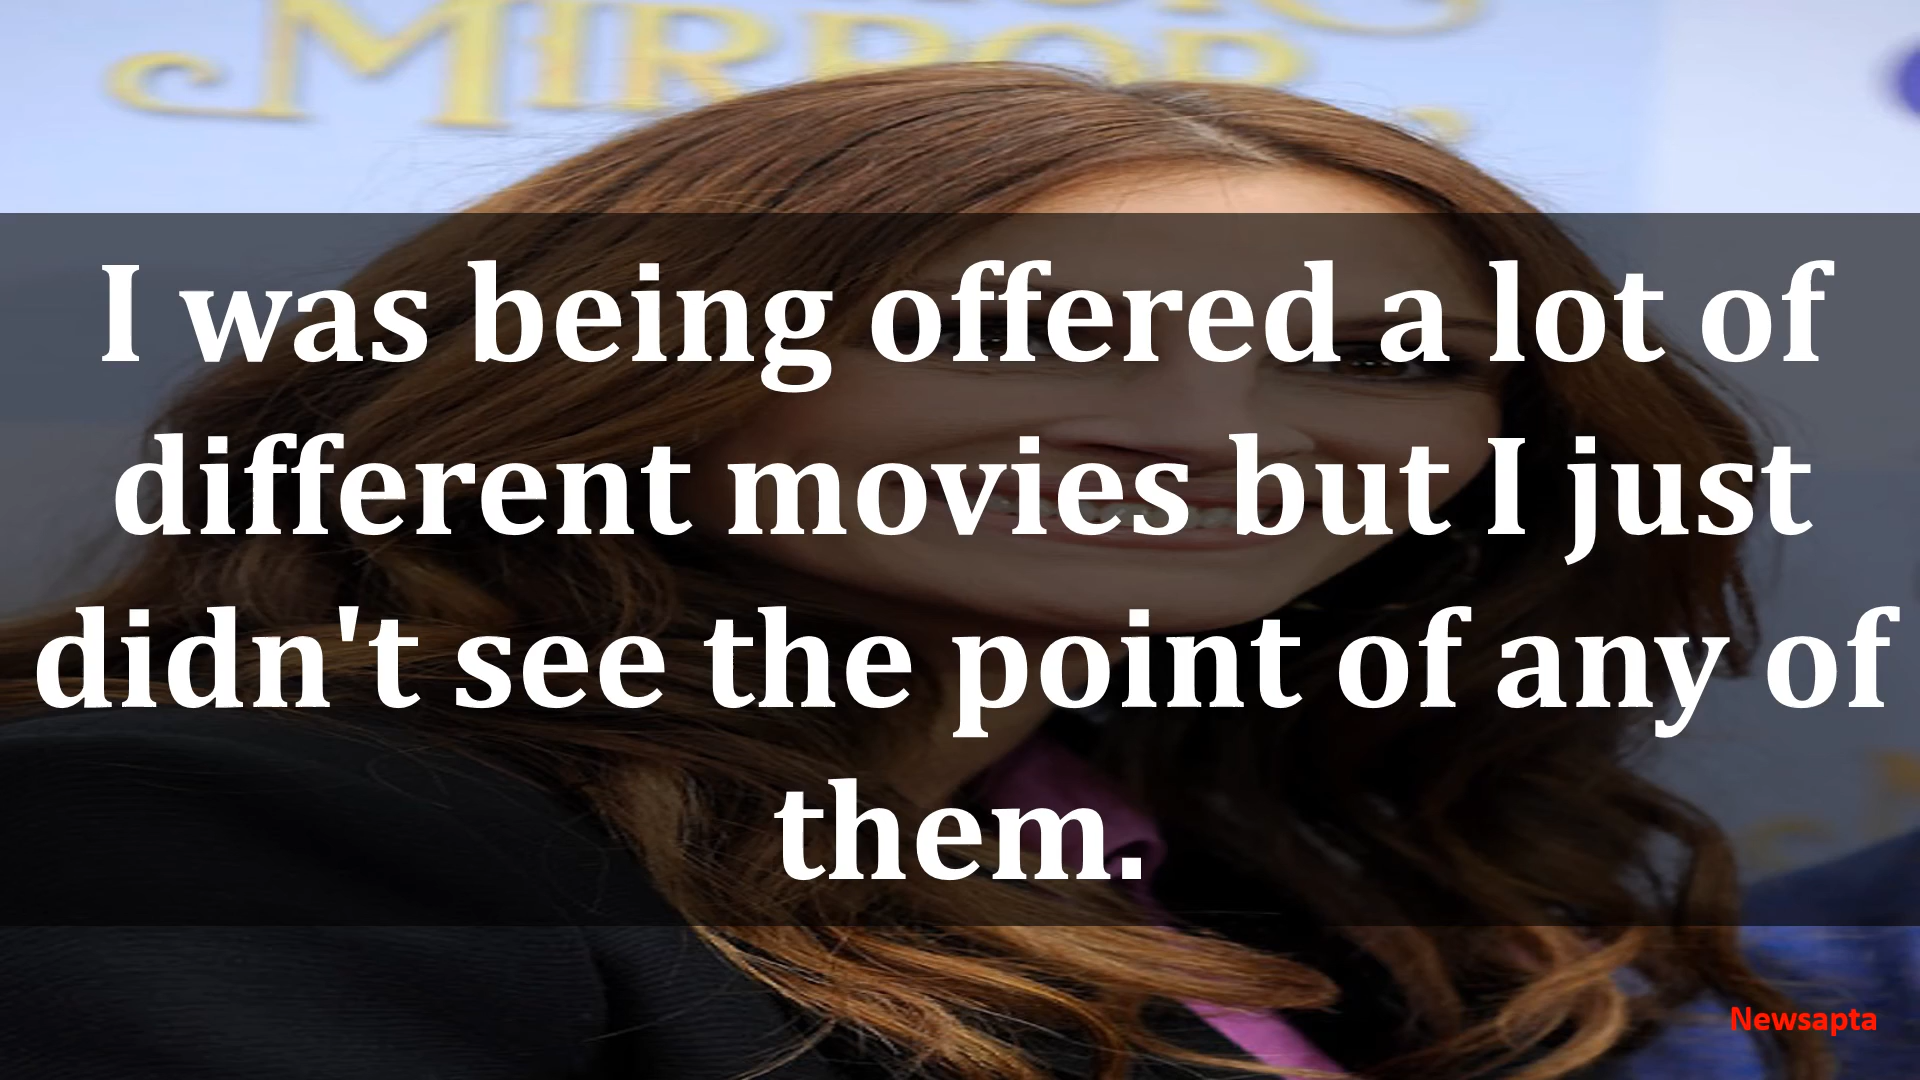 MIRROR
I was being offered a lot of
different movies but I just
didn't see the point of any of
them.
Newsapta